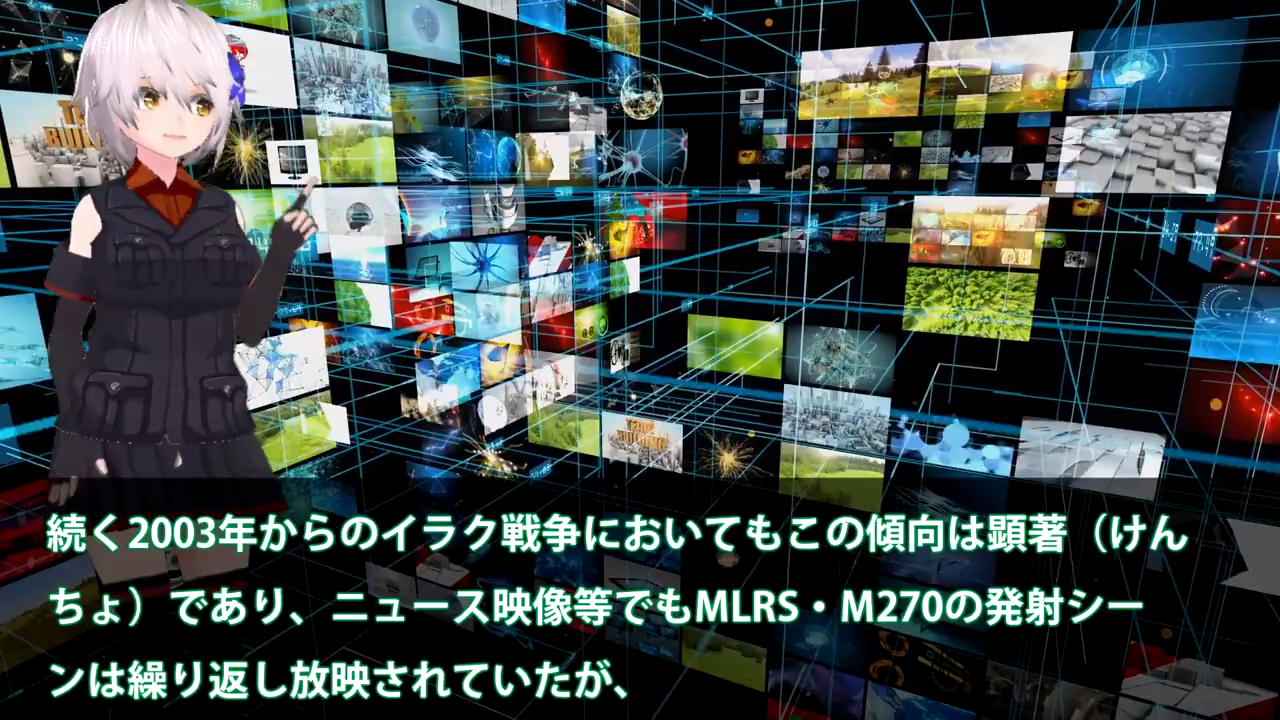 TEAM
BUILDING
続く2003年からのイラク戦争においてもこの傾向は顕著（けん
ちょ）であり、ニュース映像等でもMLRS・M270の発射シー
ンは繰り返し放映されていたが、